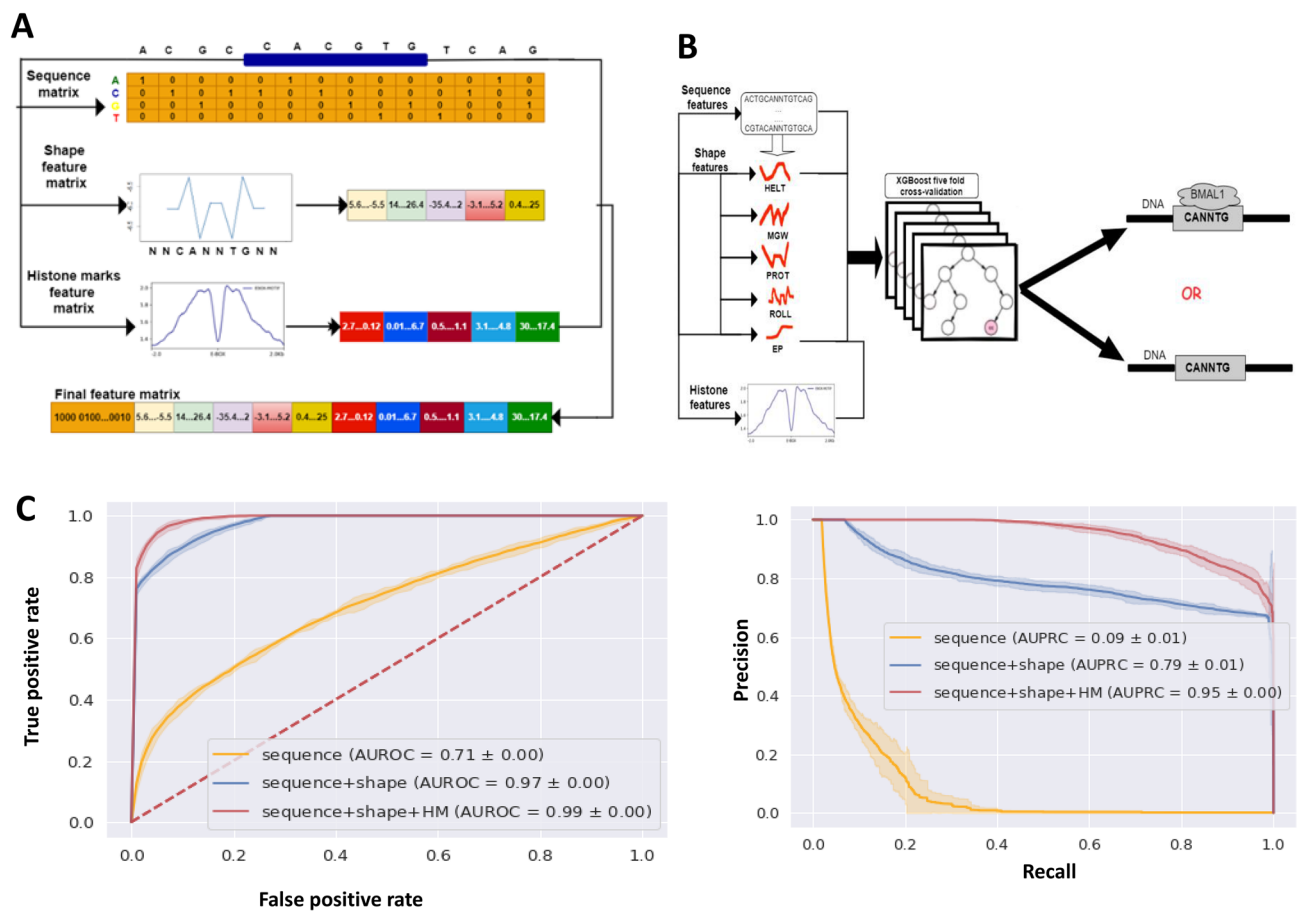 A
A C G C C A C G T G T C A G
Sequence
matrix
A 1 0 0 0 0 1 0 0 0 0 0 0 1 0
C 0 1 0 1 1 0 1 0 0 0 0 1 0 0
G 0 0 1 0 0 0 0 1 0 1 0 0 0 1
T 0 0 0 0 0 0 0 0 1 0 1 0 0 0
Shape
feature
matrix
5.6...-5.5 14...26.4 -35.4...2 -3.1...5.2 0.4...25
N N C A N N T G N N
Histone marks
feature
matrix
2.0
1.8
1.6
1.4
-2.0 2.0Kb
2.7...0.12 0.01...6.7 0.5....1.1 3.1....4.8 30...17.4
Final feature matrix
1000 0100...0010 5.6...-5.5 14...26.4 -35.4...2 -3.1...5.2 0.4...25 2.7...0.12 0.01...6.7 0.5....1.1 3.1....4.8 30...17.4
B
Sequence
features
ACTGCANNTGTCAG
....
....
CGTACANNTGTGCA
Shape
features
HELT
MGW
PROT
ROLL
EP
Histone
features
XGBoost five fold
cross-validation
BMAL1
DNA
CANNTG
OR
DNA
CANNTG
C
True positive rate
1.0
0.8
0.6
0.4
0.2
0.0
sequence (AUROC = 0.71 ± 0.00)
sequence+shape (AUROC = 0.97 ± 0.00)
sequence+shape+HM (AUROC = 0.99 ± 0.00)
0.0 0.2 0.4 0.6 0.8 1.0
False positive rate
Precision
1.0
0.8
0.6
0.4
0.2
0.0
sequence (AUPRC = 0.09 ± 0.01)
sequence+shape (AUPRC = 0.79 ± 0.01)
sequence+shape+HM (AUPRC = 0.95 ± 0.00)
0.0 0.2 0.4 0.6 0.8 1.0
Recall